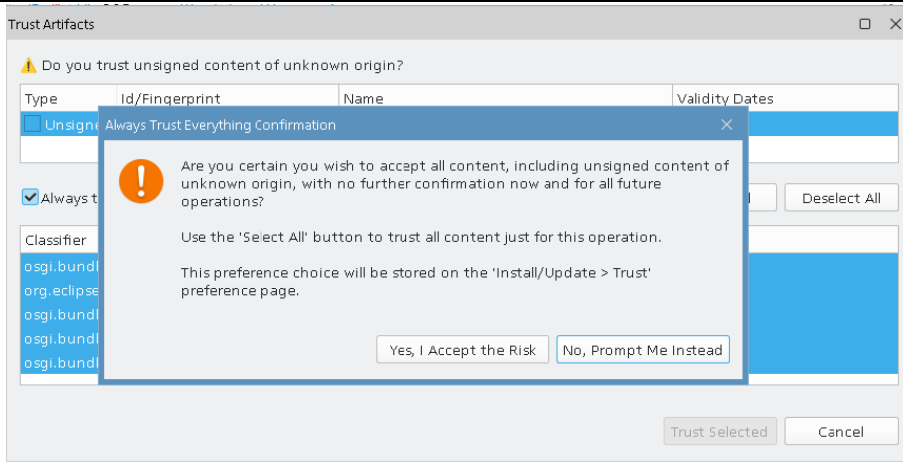 Trust Artifacts
Do you trust unsigned content of unknown origin?
Type Id/Fingerprint Name Validity Dates
Unsigne
Always Trust Everything Confirmation
Are you certain you wish to accept all content, including unsigned content of
unknown origin, with no further confirmation now and for all future
operations?
Always t
Deselect All
Use the 'Select All' button to trust all content just for this operation.
Classifier
This preference choice will be stored on the 'Install/Update > Trust'
preference page.
osgi.bundl
org.eclipse
osgi.bundl
osgi.bundl
osgi.bundl
Yes, I Accept the Risk No, Prompt Me Instead
Trust Selected Cancel